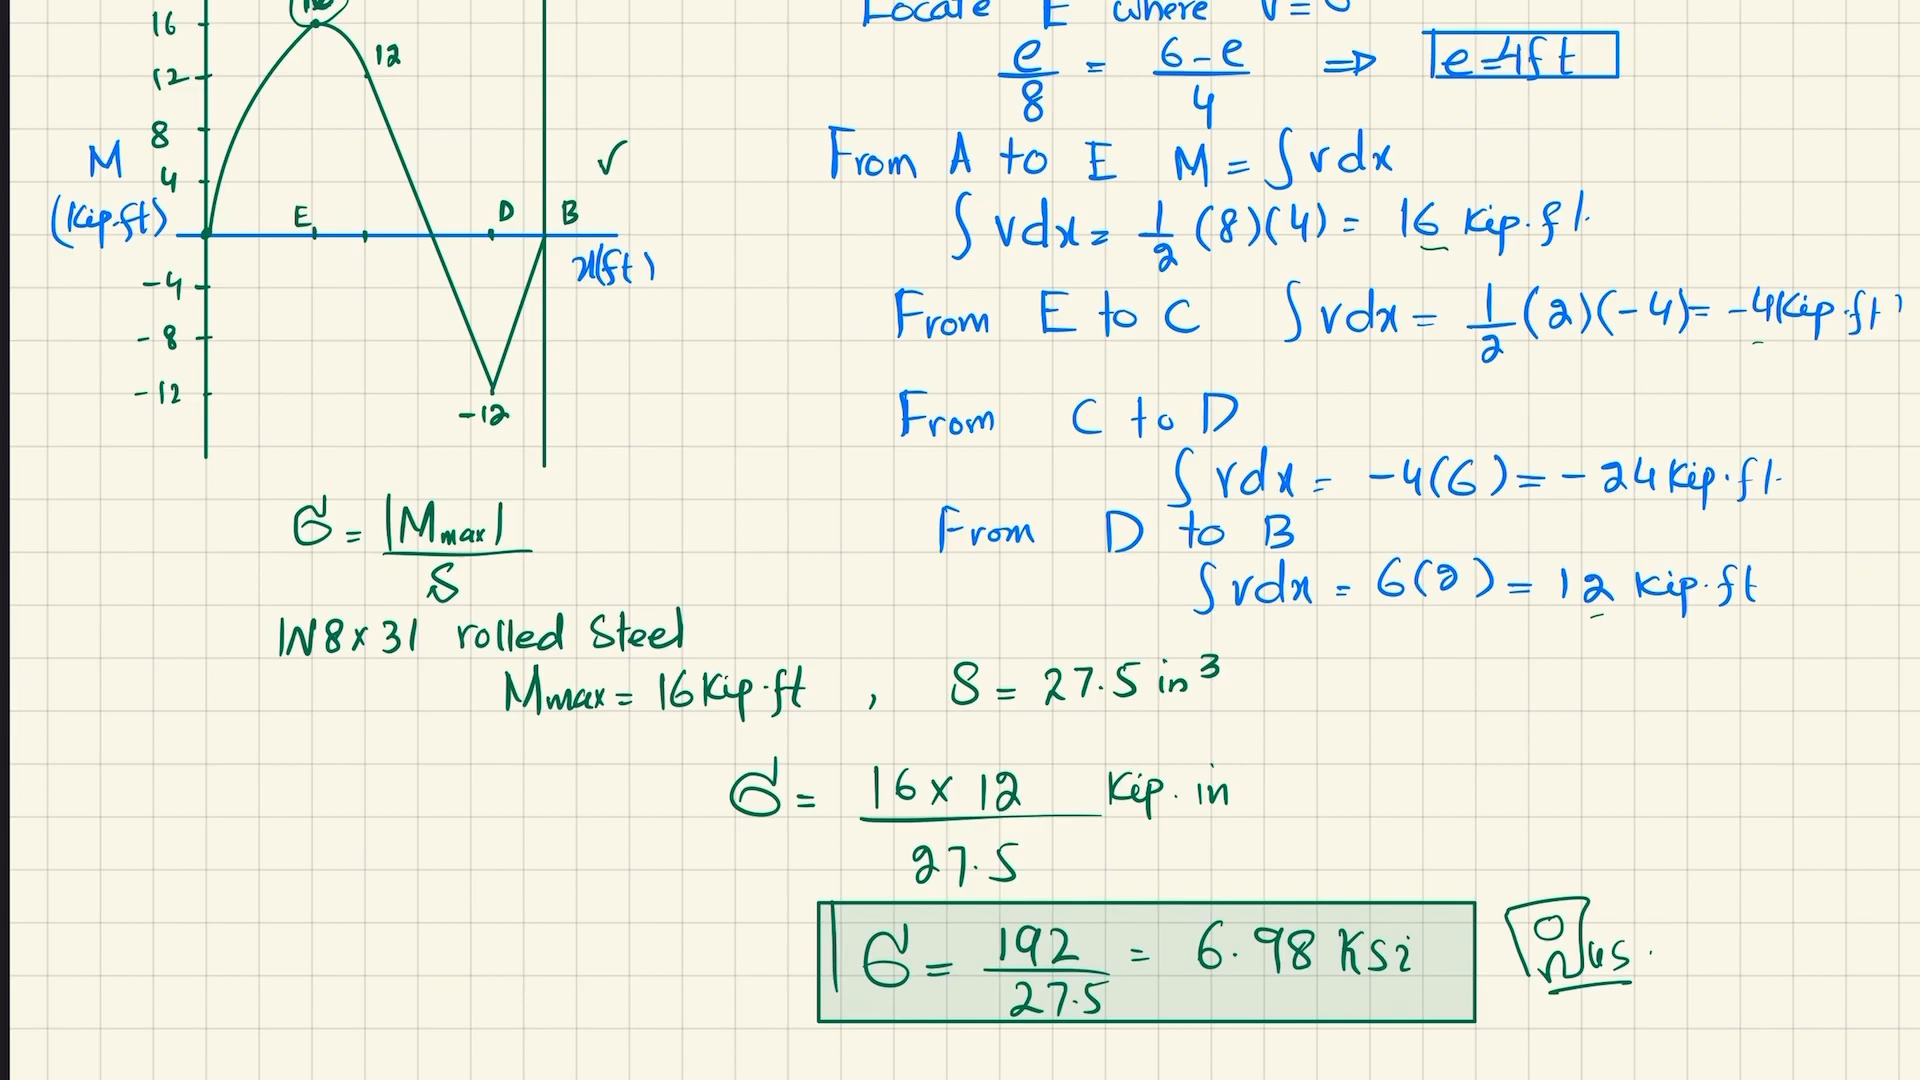 16
12
12
8
M
4
(Kip.ft)
E
D
B
x(ft)
-4
-8
-12
-12
Locate E where V=0
e/8 = (6-e)/4 ⇒ e=4ft
From A to E M = ∫vdx
∫vdx = 1/2 (8)(4) = 16 Kip.ft.
From E to C ∫vdx = 1/2 (2)(-4) = -4Kip.ft
From C to D
∫vdx = -4(6) = -24 Kip.ft.
From D to B
∫vdx = 6(2) = 12 Kip.ft
σ = |Mmax| / S
W8x31 rolled Steel
Mmax = 16 Kip.ft , S = 27.5 in³
σ = 16 x 12 / 27.5 Kip.in
σ = 192/27.5 = 6.98 Ksi